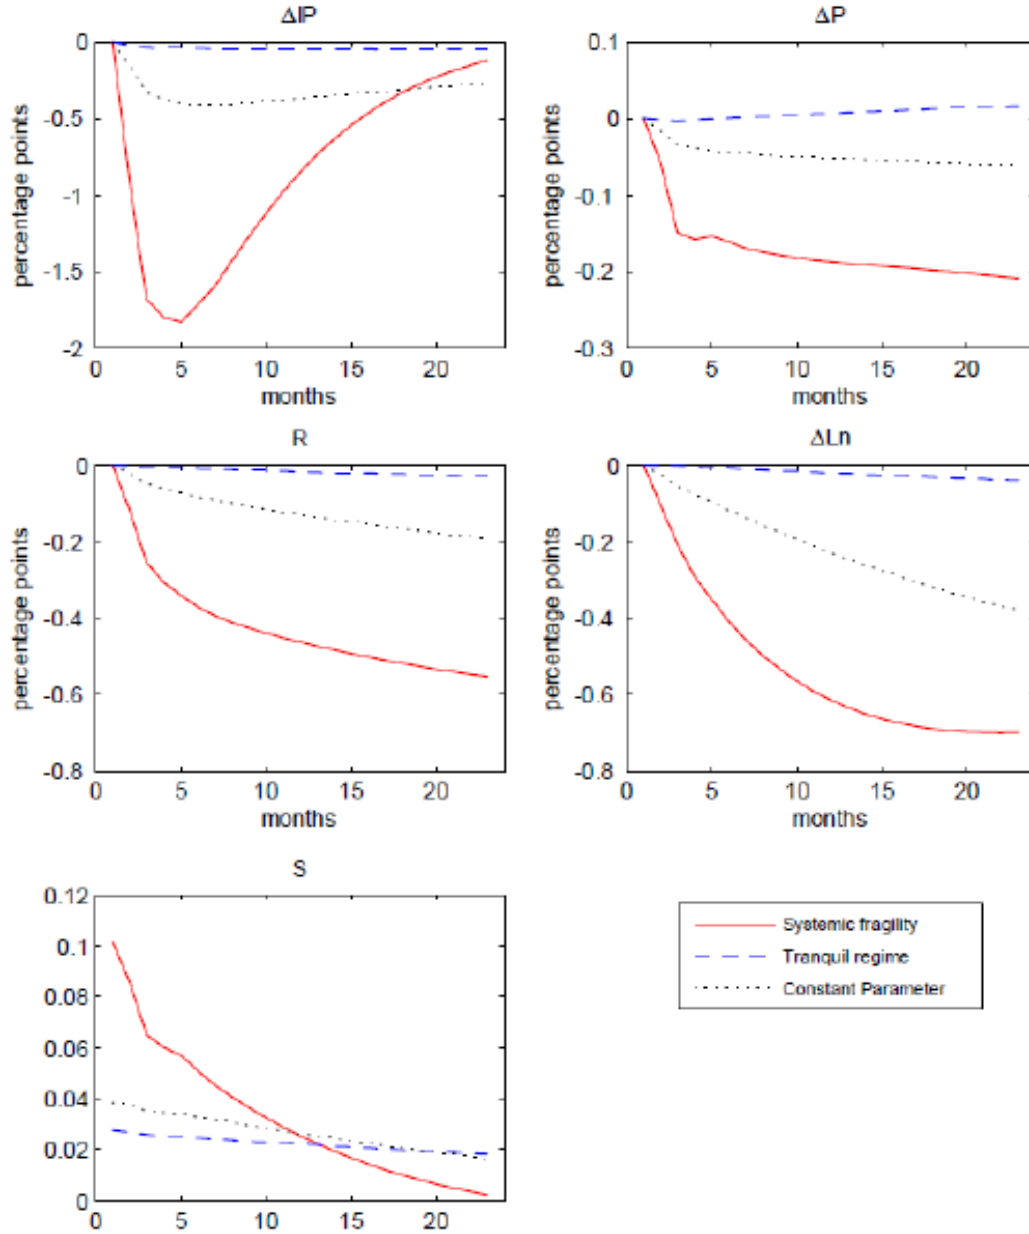 ΔIP
0
-0.5
-1
-1.5
-2
percentage points
0 5 10 15 20
months
ΔP
0.1
0
-0.1
-0.2
-0.3
percentage points
0 5 10 15 20
months
R
0
-0.2
-0.4
-0.6
-0.8
percentage points
0 5 10 15 20
months
ΔLn
0
-0.2
-0.4
-0.6
-0.8
percentage points
0 5 10 15 20
months
S
0.12
0.1
0.08
0.06
0.04
0.02
0
0 5 10 15 20
Systemic fragility
Tranquil regime
Constant Parameter